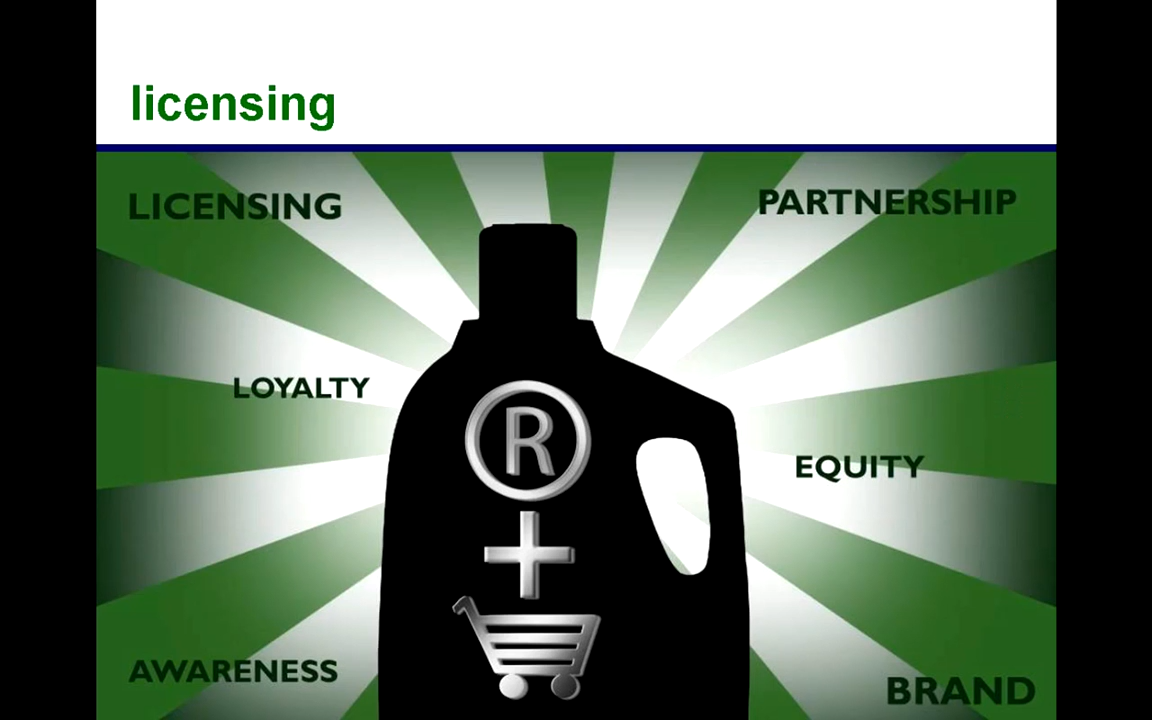 licensing
LICENSING
PARTNERSHIP
LOYALTY
R
EQUITY
AWARENESS
BRAND